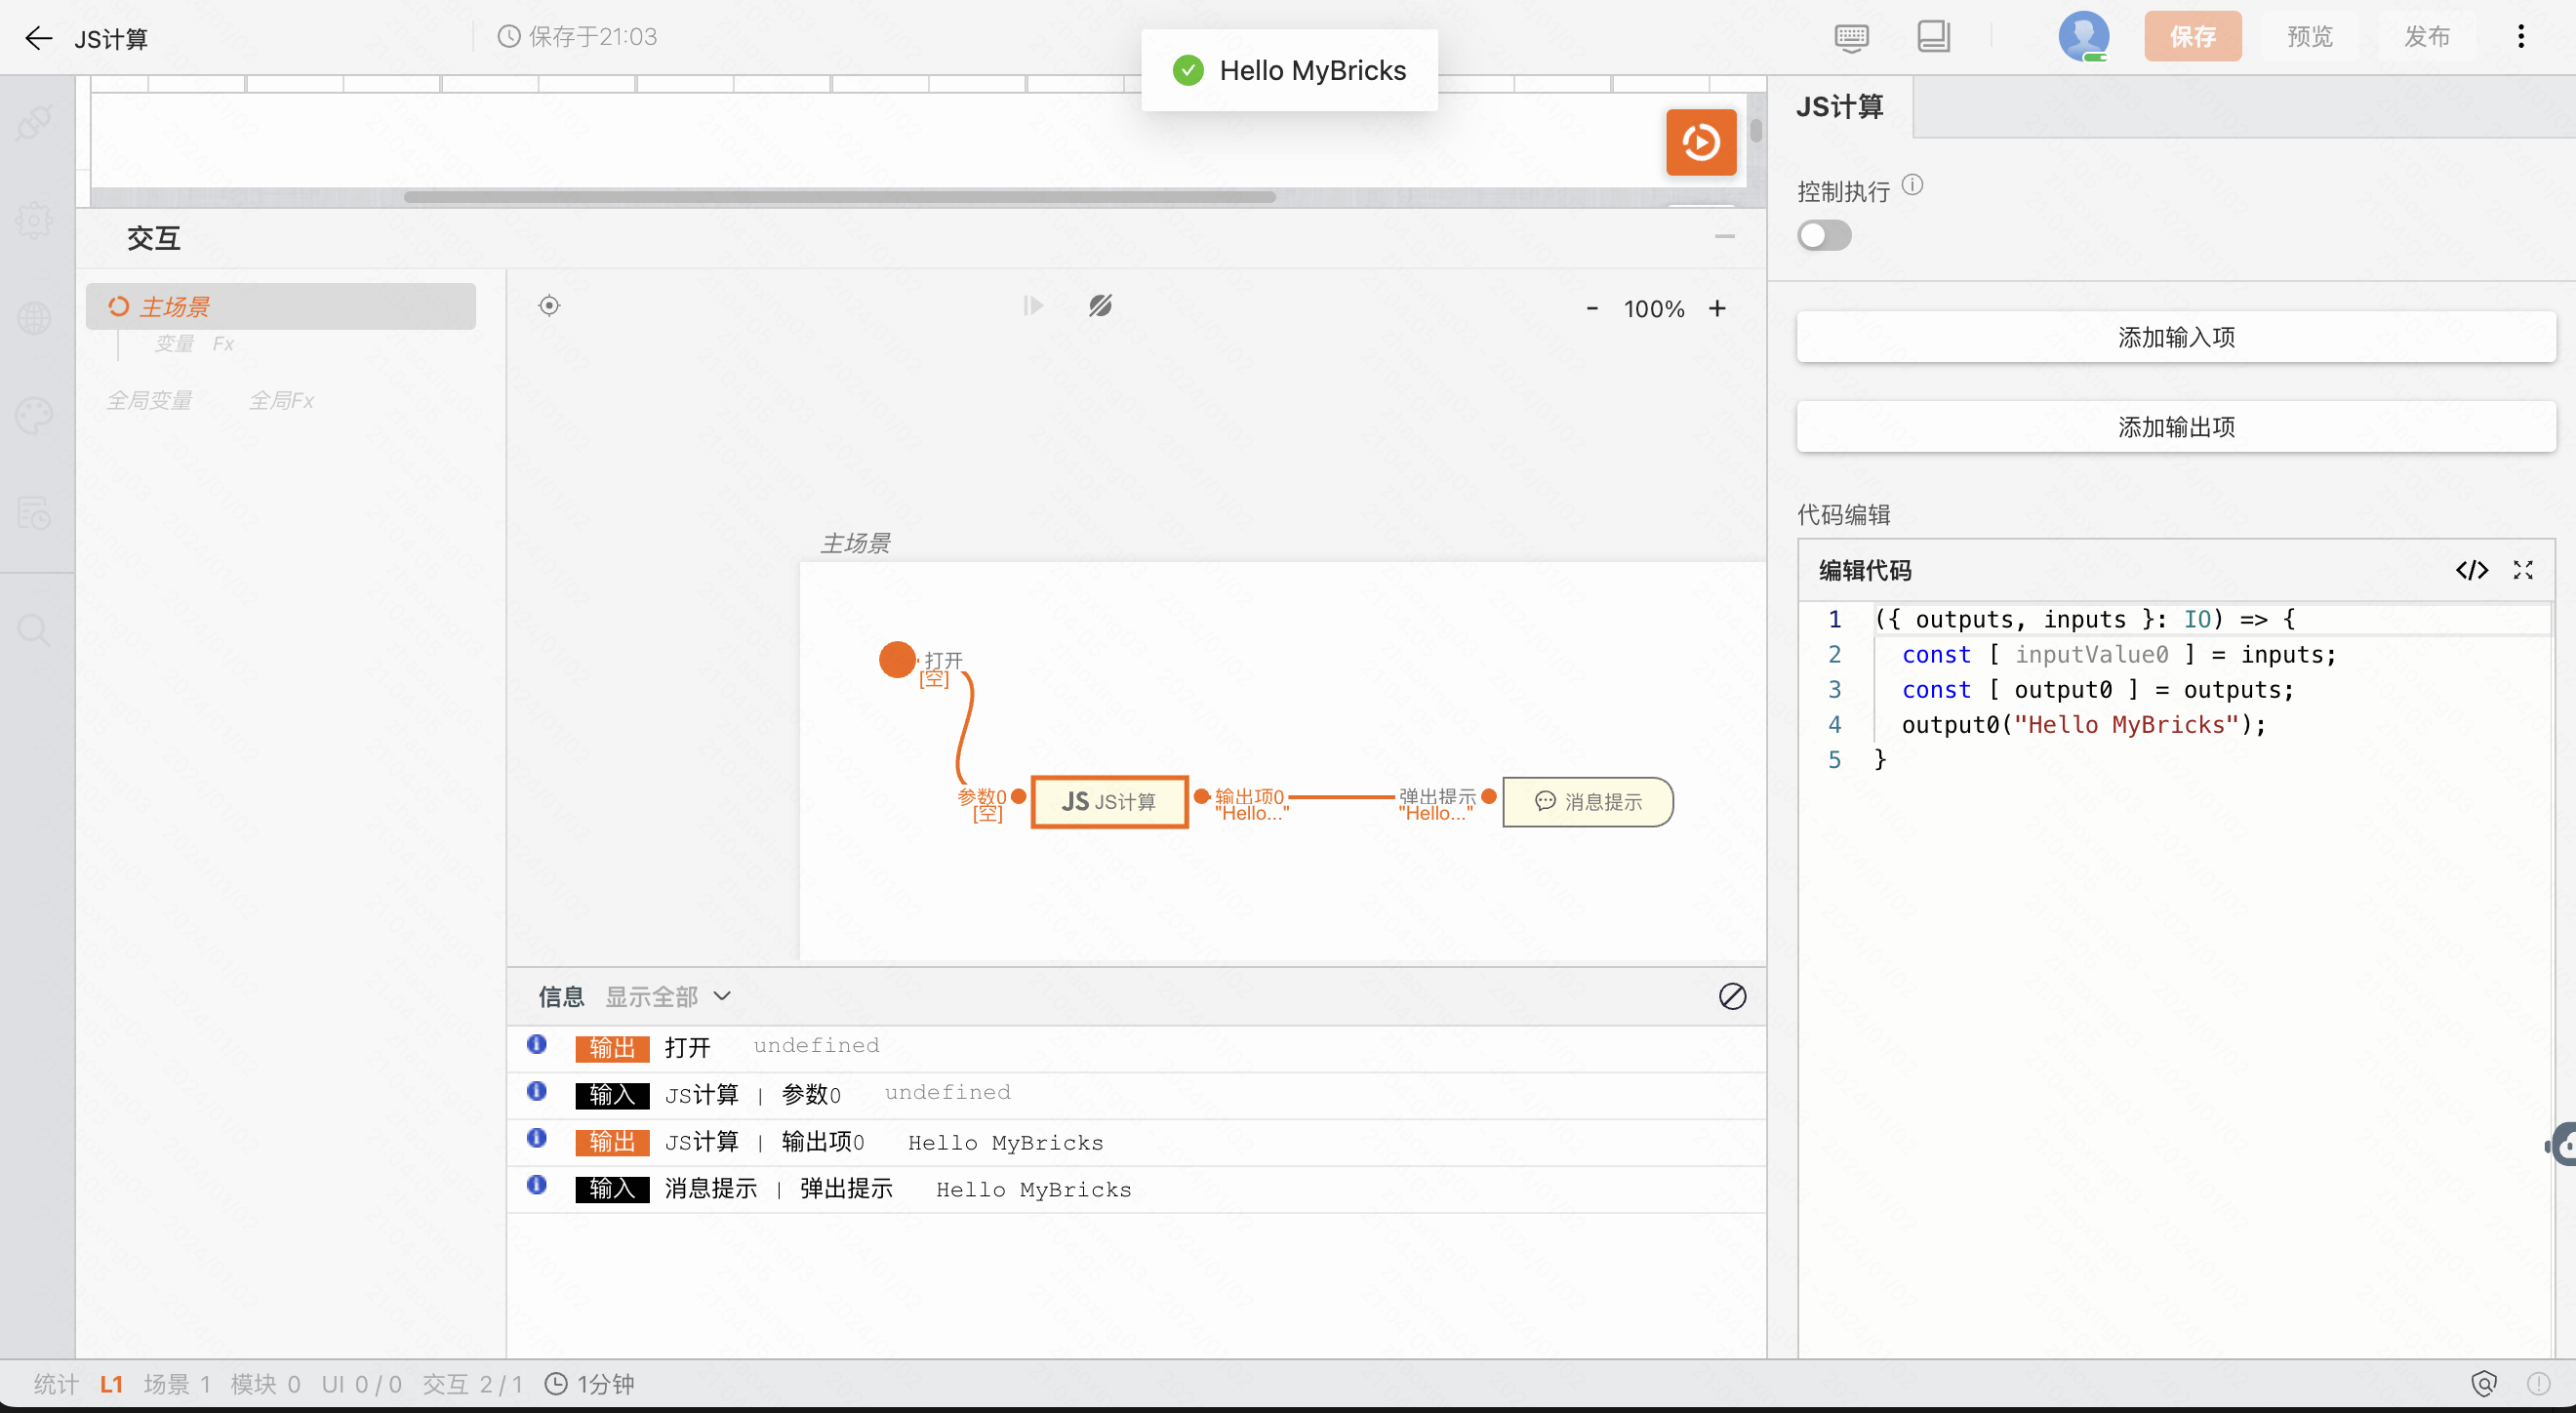 JS计算
保存于21:03
Hello MyBricks
保存
预览
发布
JS计算
控制执行
添加输入项
添加输出项
代码编辑
编辑代码
1 ({ outputs, inputs }: IO) => {
2 const [ inputValue0 ] = inputs;
3 const [ output0 ] = outputs;
4 output0("Hello MyBricks");
5 }
交互
主场景
变量 Fx
全局变量 全局Fx
- 100% +
主场景
打开
[空]
参数0
[空]
JS JS计算
输出项0
"Hello..."
弹出提示
"Hello..."
消息提示
信息 显示全部
输出 打开 undefined
输入 JS计算 | 参数0 undefined
输出 JS计算 | 输出项0 Hello MyBricks
输入 消息提示 | 弹出提示 Hello MyBricks
统计 L1 场景 1 模块 0 UI 0 / 0 交互 2 / 1 1分钟